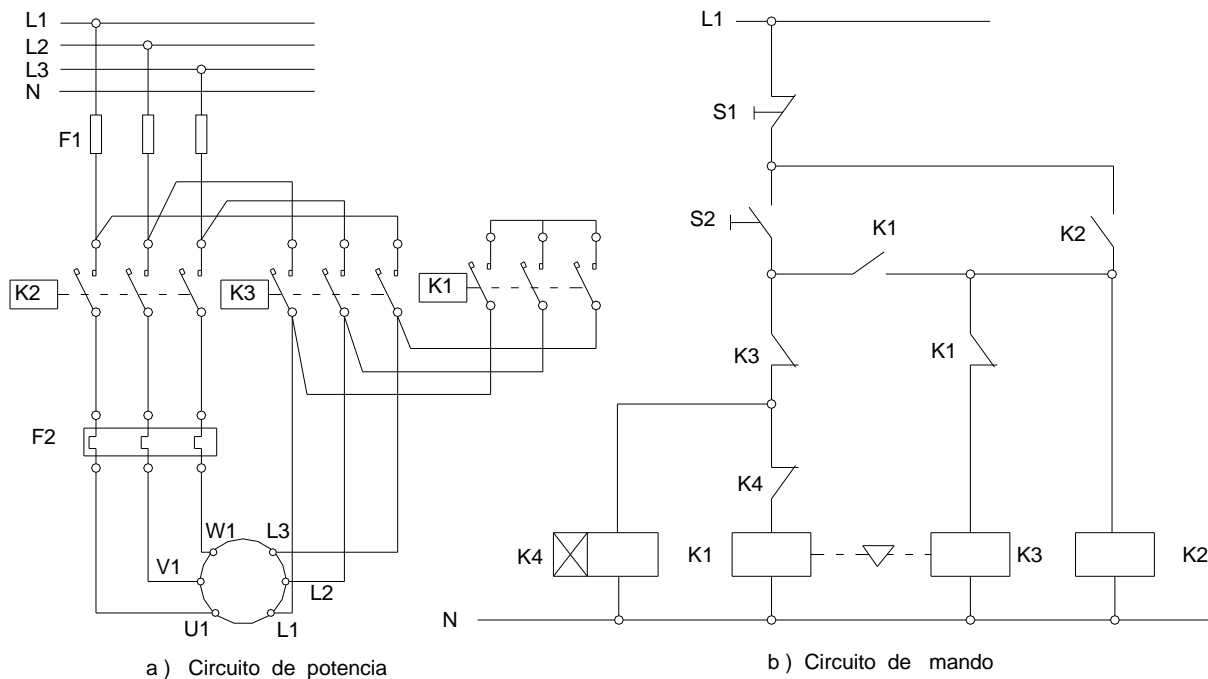 L1
L2
L3
N
F1
K2
K3
K1
F2
W1
L3
V1
L2
U1
L1
a ) Circuito de potencia
L1
S1
S2
K1
K2
K3
K1
K4
K4
K1
K3
K2
N
b ) Circuito de mando